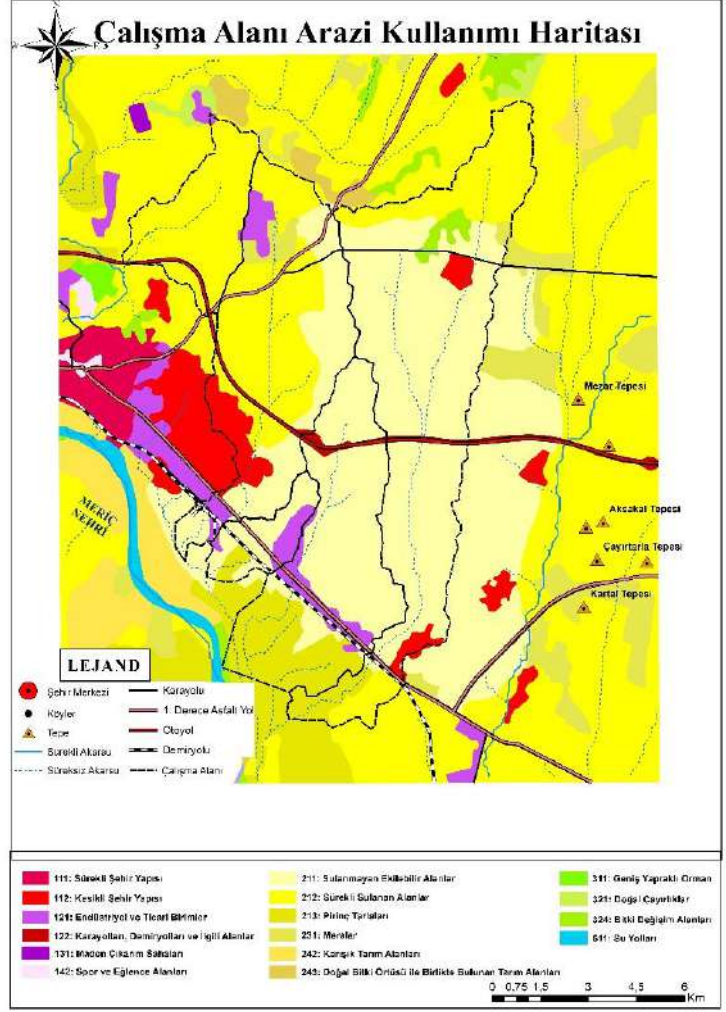 Çalışma Alanı Arazi Kullanımı Haritası
Mezar Tepesi
Aksakal Tepesi
Çayırtarla Tepesi
Kartal Tepesi
MERİÇ
NEHRİ
LEJAND
Şehir Merkezi
Köyler
Tepe
Sürekli Akarsu
Süreksiz Akarsu
Karayolu
1. Derece Asfalt Yol
Otoyol
Demiryolu
Çalışma Alanı
111: Sürekli Şehir Yapısı
112: Kesikli Şehir Yapısı
121: Endüstriyel ve Ticari Birimler
122: Karayolları, Demiryolları ve İlgili Alanlar
131: Maden Çıkarım Sahaları
142: Spor ve Eğlence Alanları
211: Sulanmayan Ekilebilir Alanlar
212: Sürekli Sulanan Alanlar
213: Pirinç Tarlaları
231: Meralar
242: Karışık Tarım Alanları
243: Doğal Bitki Örtüsü ile Birlikte Bulunan Tarım Alanları
311: Geniş Yapraklı Orman
321: Doğal Çayırlıklar
324: Bitki Değişim Alanları
511: Su Yolları
0 0,75 1,5 3 4,5 6
Km